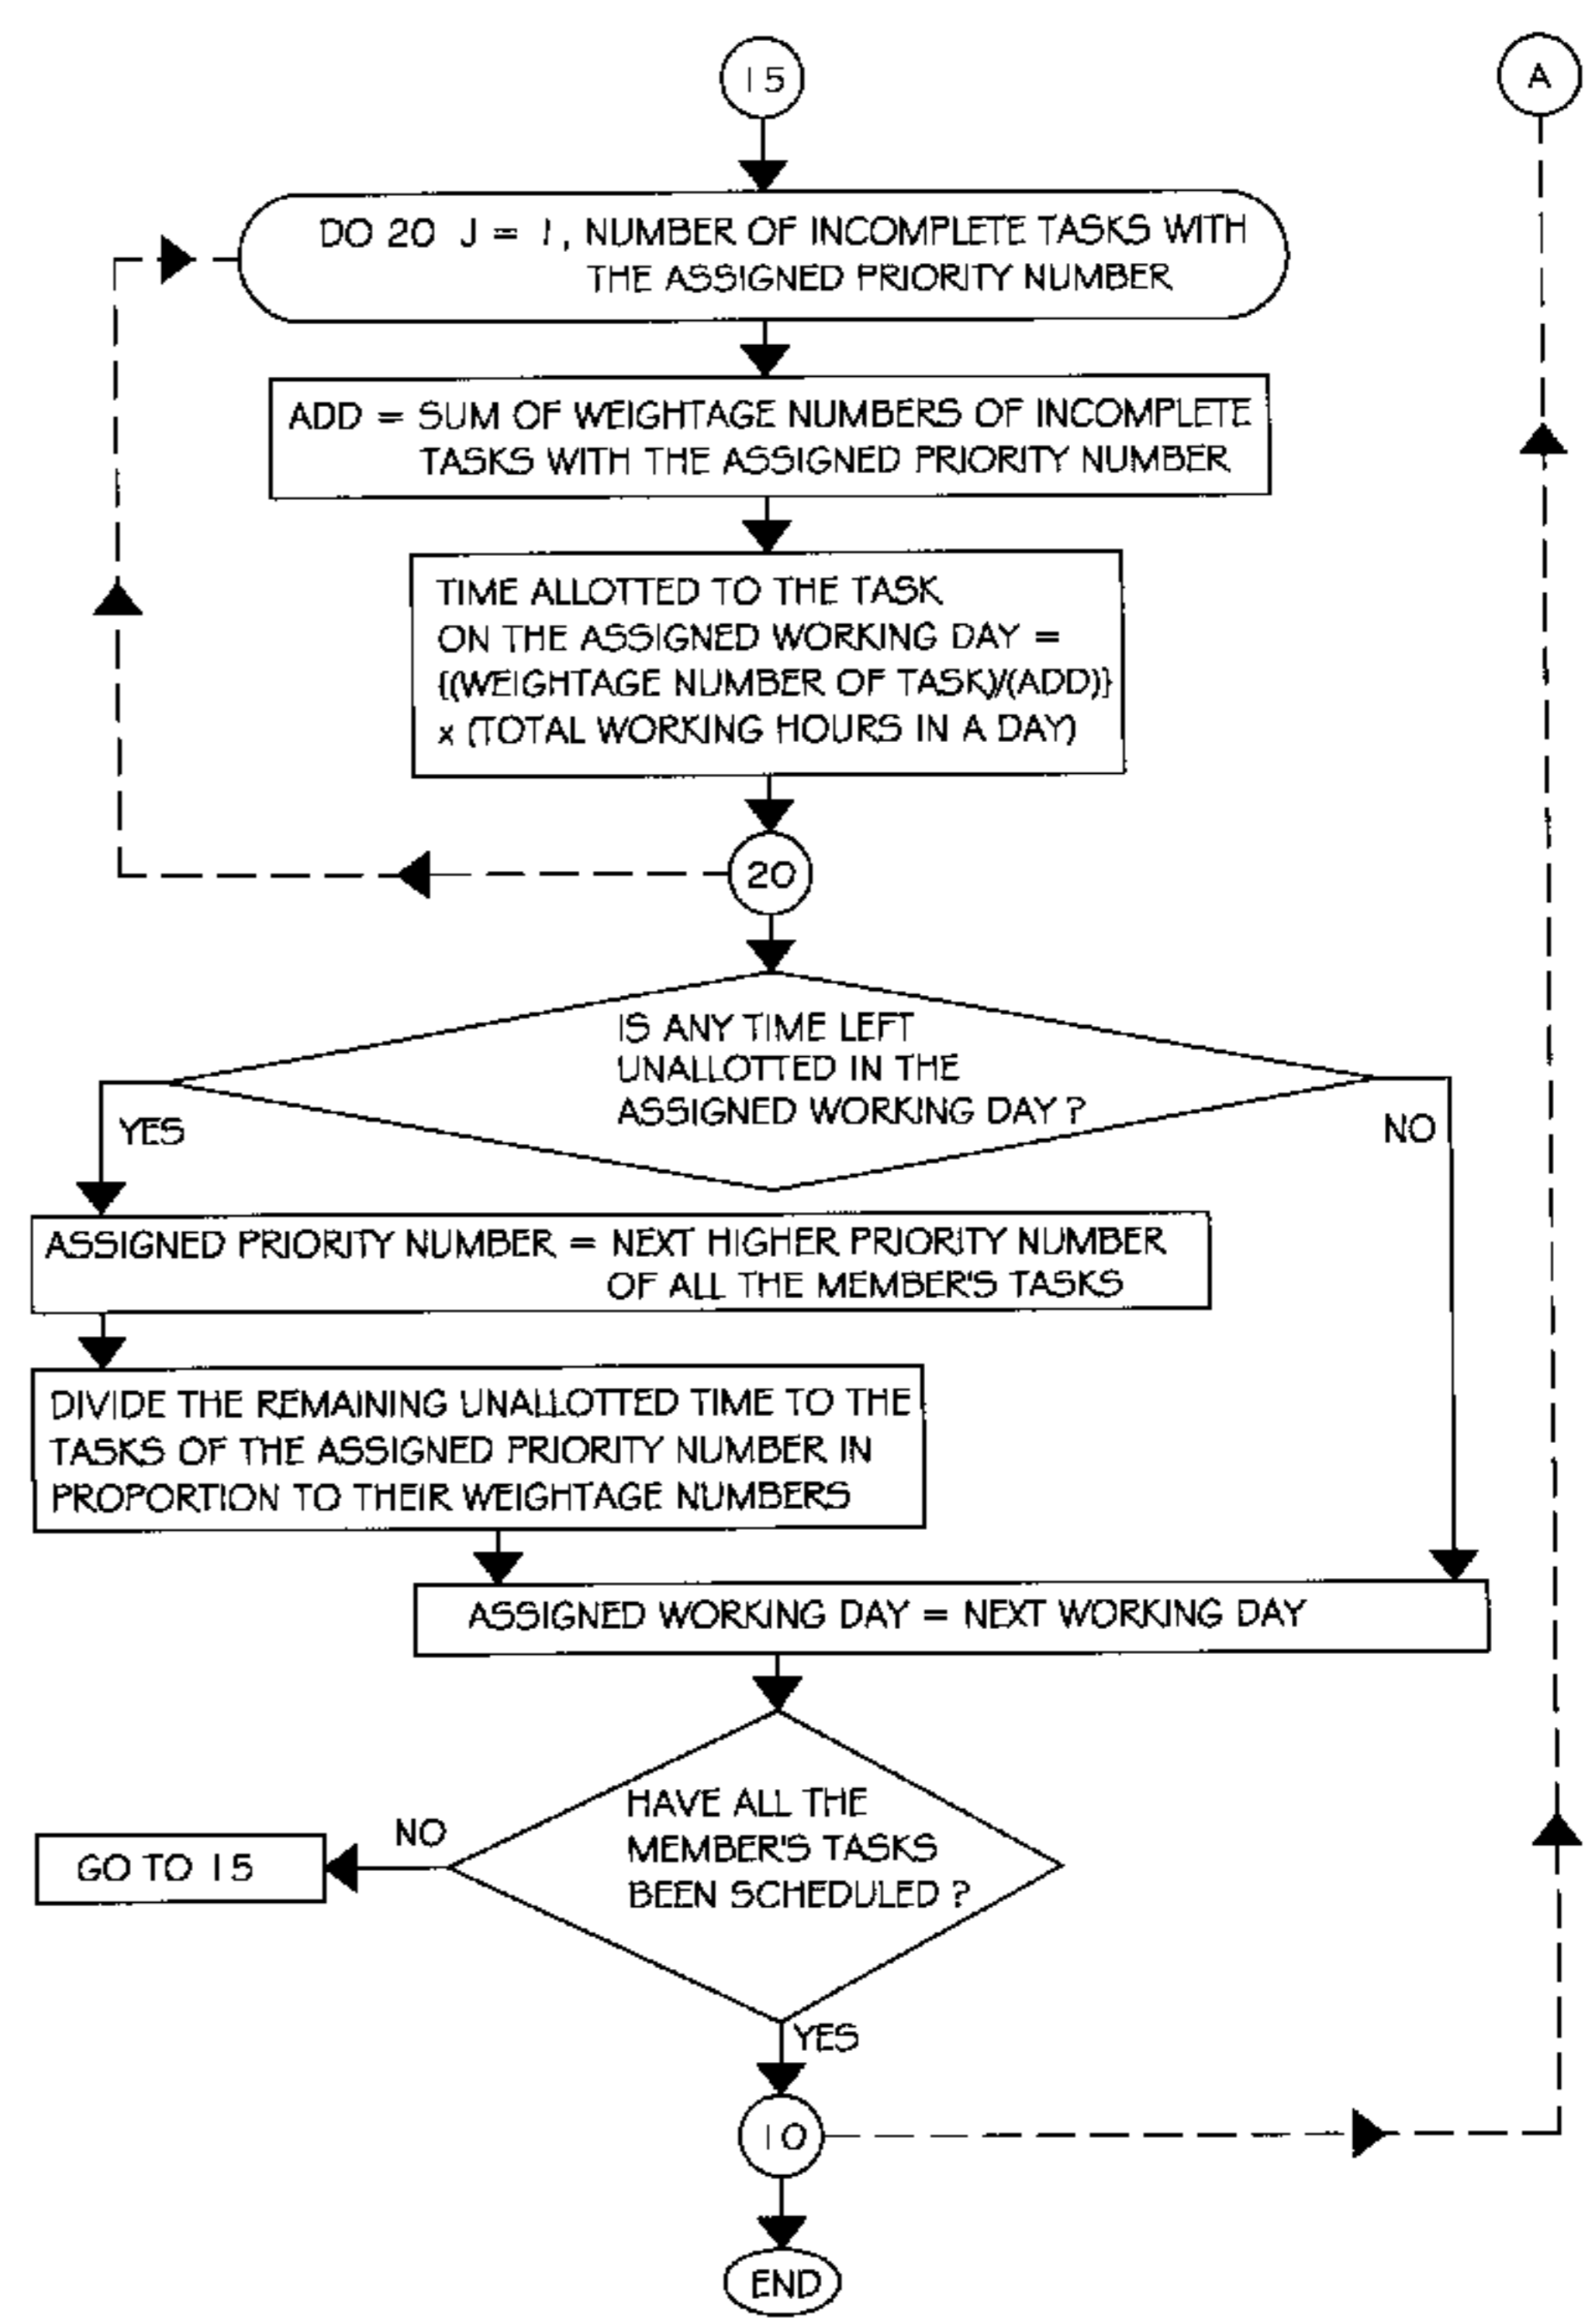 15
A
DO 20 J = 1, NUMBER OF INCOMPLETE TASKS WITH
THE ASSIGNED PRIORITY NUMBER
ADD = SUM OF WEIGHTAGE NUMBERS OF INCOMPLETE
TASKS WITH THE ASSIGNED PRIORITY NUMBER
TIME ALLOTTED TO THE TASK
ON THE ASSIGNED WORKING DAY =
{(WEIGHTAGE NUMBER OF TASK)/(ADD)}
x (TOTAL WORKING HOURS IN A DAY)
20
IS ANY TIME LEFT
UNALLOTTED IN THE
ASSIGNED WORKING DAY ?
YES
NO
ASSIGNED PRIORITY NUMBER = NEXT HIGHER PRIORITY NUMBER
OF ALL THE MEMBER'S TASKS
DIVIDE THE REMAINING UNALLOTTED TIME TO THE
TASKS OF THE ASSIGNED PRIORITY NUMBER IN
PROPORTION TO THEIR WEIGHTAGE NUMBERS
ASSIGNED WORKING DAY = NEXT WORKING DAY
HAVE ALL THE
MEMBER'S TASKS
BEEN SCHEDULED ?
NO
GO TO 15
YES
10
END